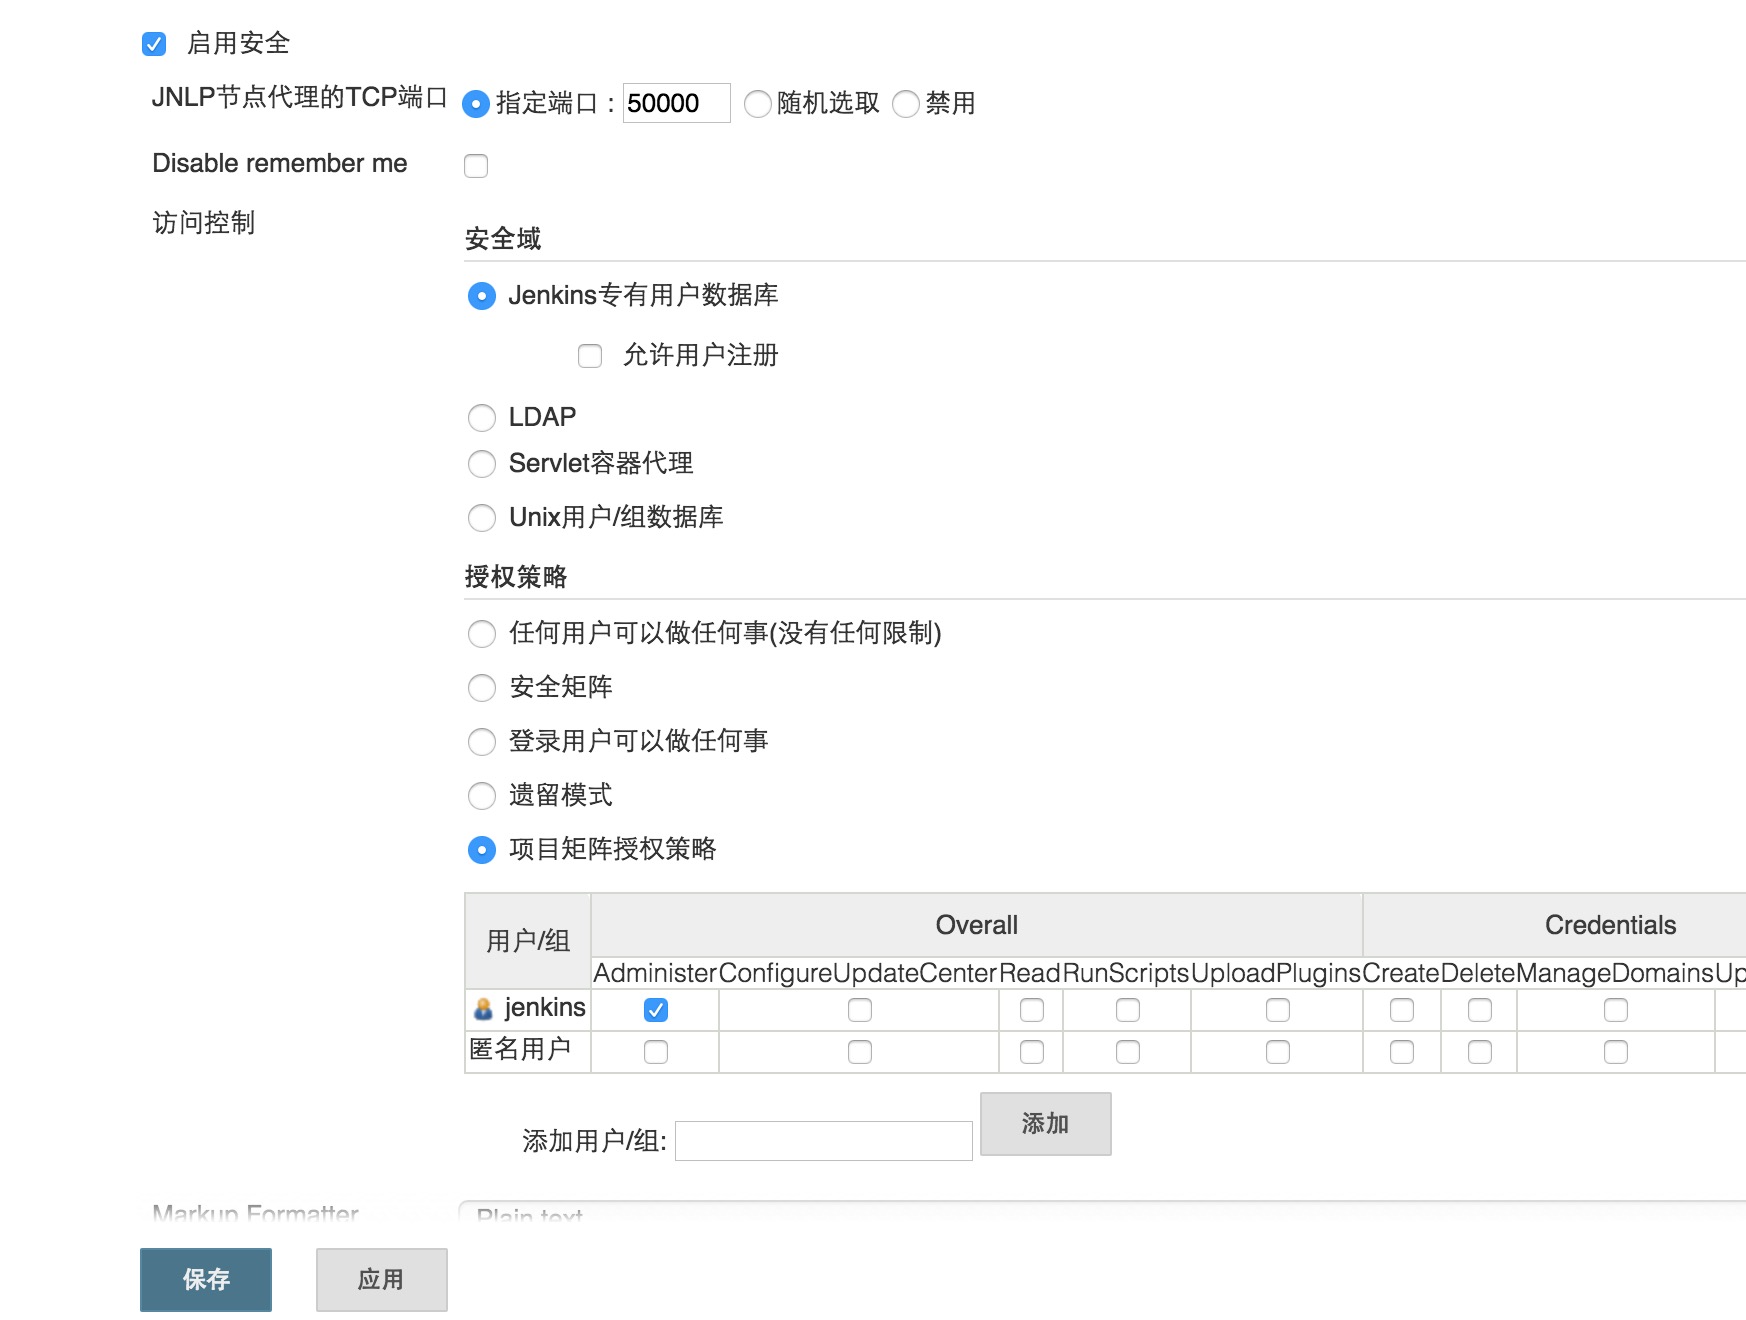 启用安全
JNLP节点代理的TCP端口 指定端口 : 50000 随机选取 禁用
Disable remember me
访问控制
安全域
Jenkins专有用户数据库
允许用户注册
LDAP
Servlet容器代理
Unix用户/组数据库
授权策略
任何用户可以做任何事(没有任何限制)
安全矩阵
登录用户可以做任何事
遗留模式
项目矩阵授权策略
用户/组 Overall Credentials
Administer ConfigureUpdateCenter Read RunScripts UploadPlugins Create Delete ManageDomains Up
jenkins
匿名用户
添加用户/组: 添加
Markup Formatter Plain text
保存 应用